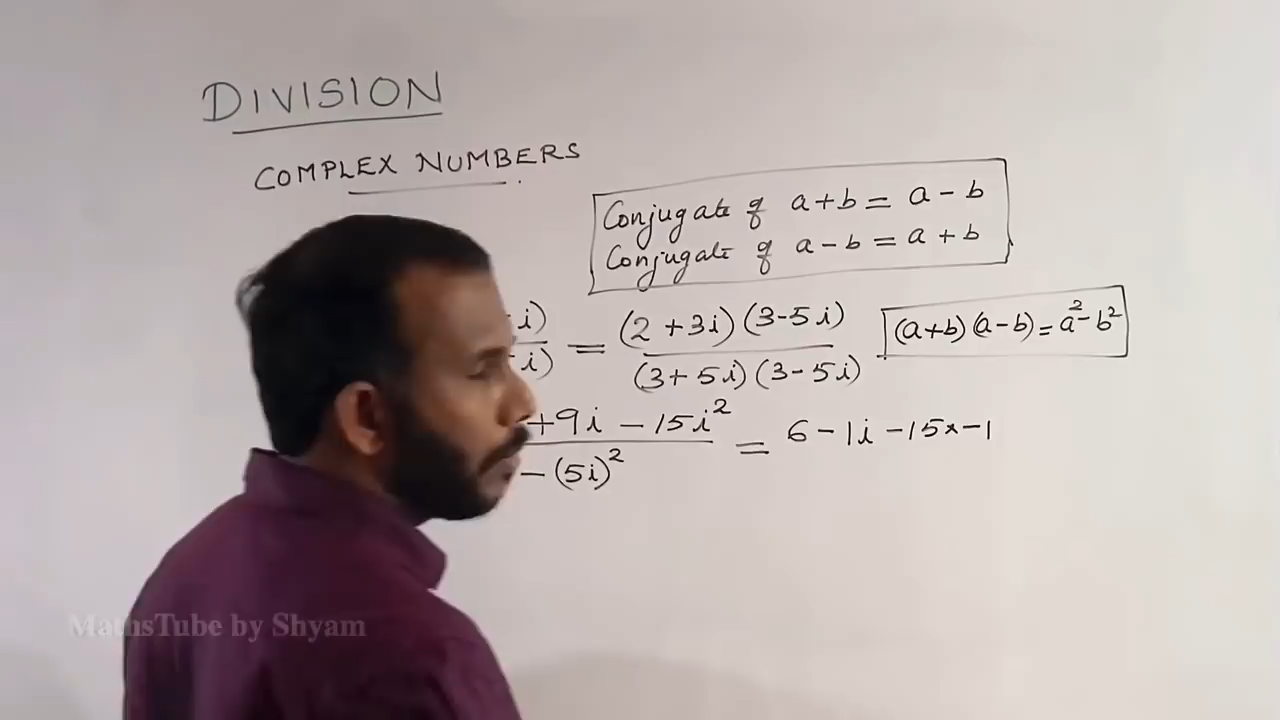 DIVISION
COMPLEX NUMBERS
Conjugate of a+b = a - b
Conjugate of a - b = a + b
i) = (2 + 3i) (3 - 5i)
i) (3 + 5i) (3 - 5i)
(a+b) (a - b) = a² - b²
+ 9i - 15i² = 6 - 1i - 15 × - 1
- (5i)²
MathsTube by Shyam